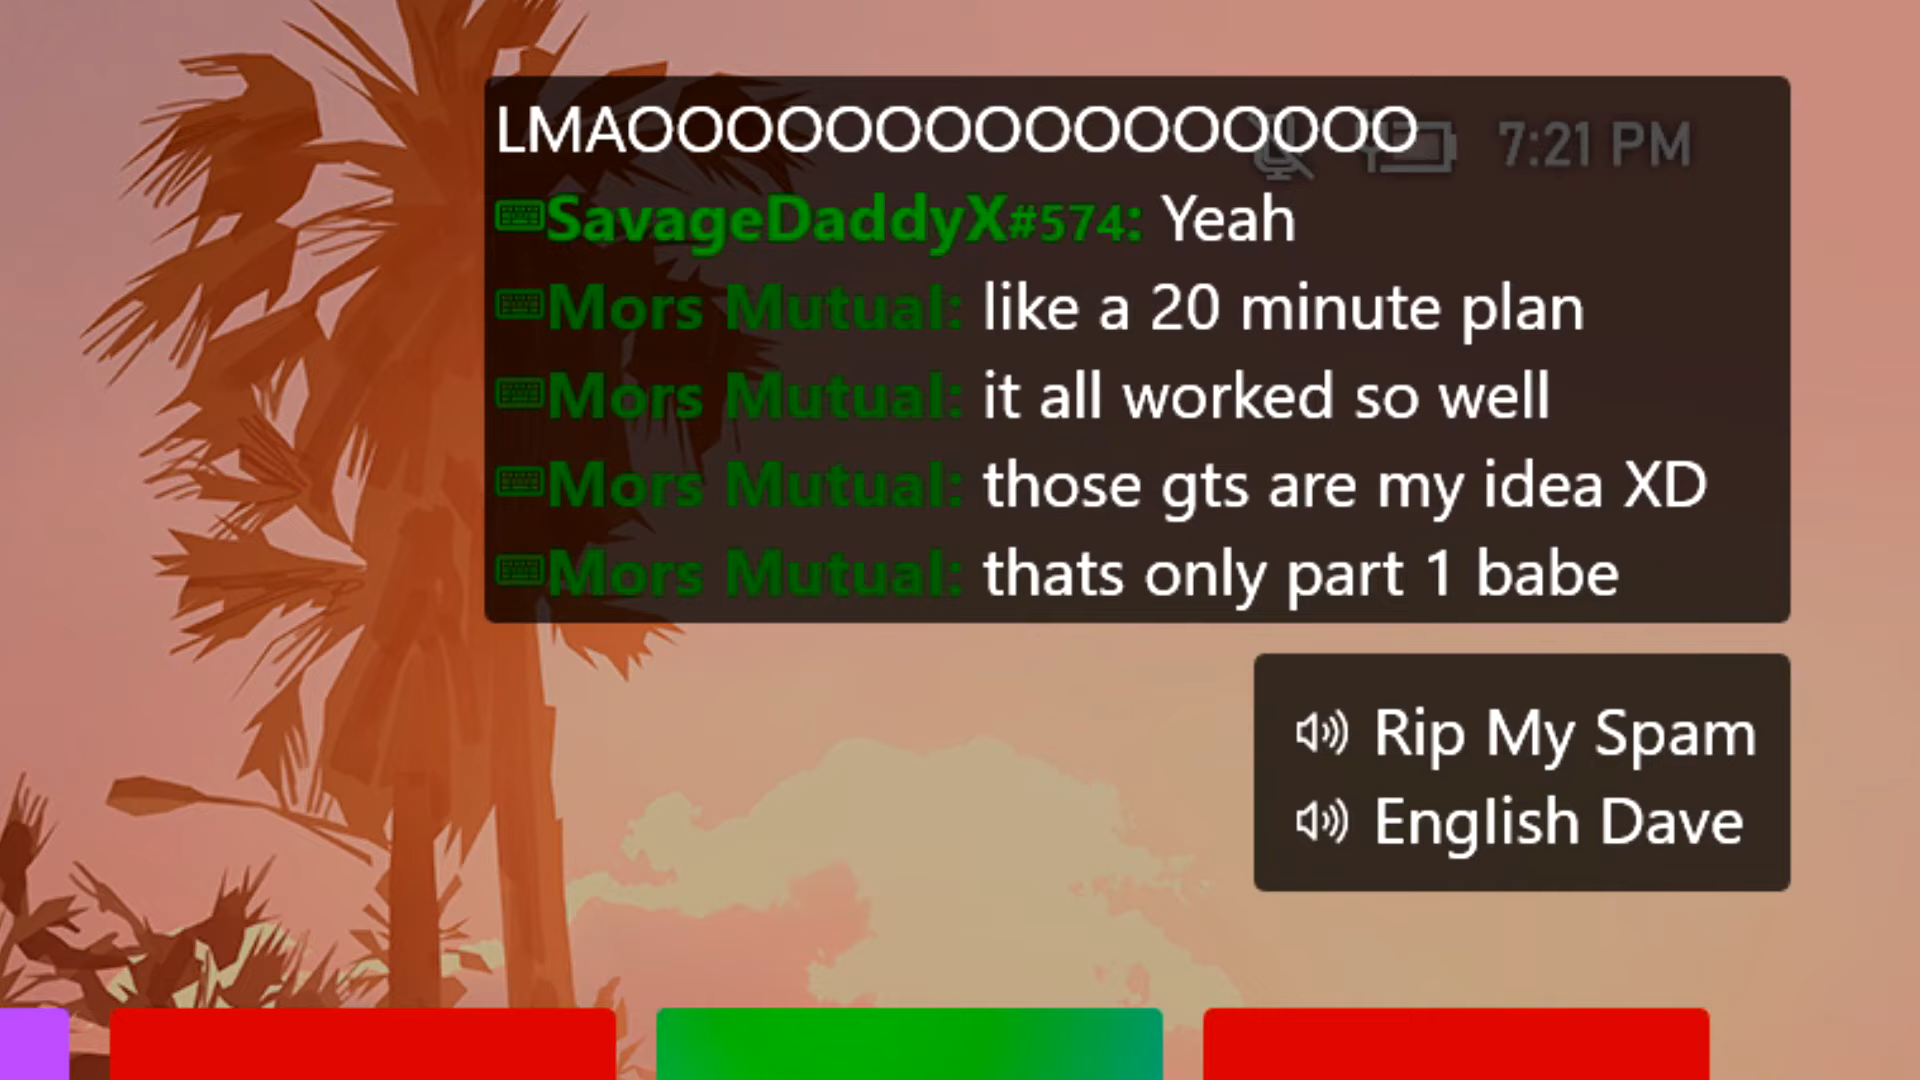 LMAOOOOOOOOOOOOOOOO
SavageDaddyX#574: Yeah
Mors Mutual: like a 20 minute plan
Mors Mutual: it all worked so well
Mors Mutual: those gts are my idea XD
Mors Mutual: thats only part 1 babe
7:21 PM
Rip My Spam
English Dave